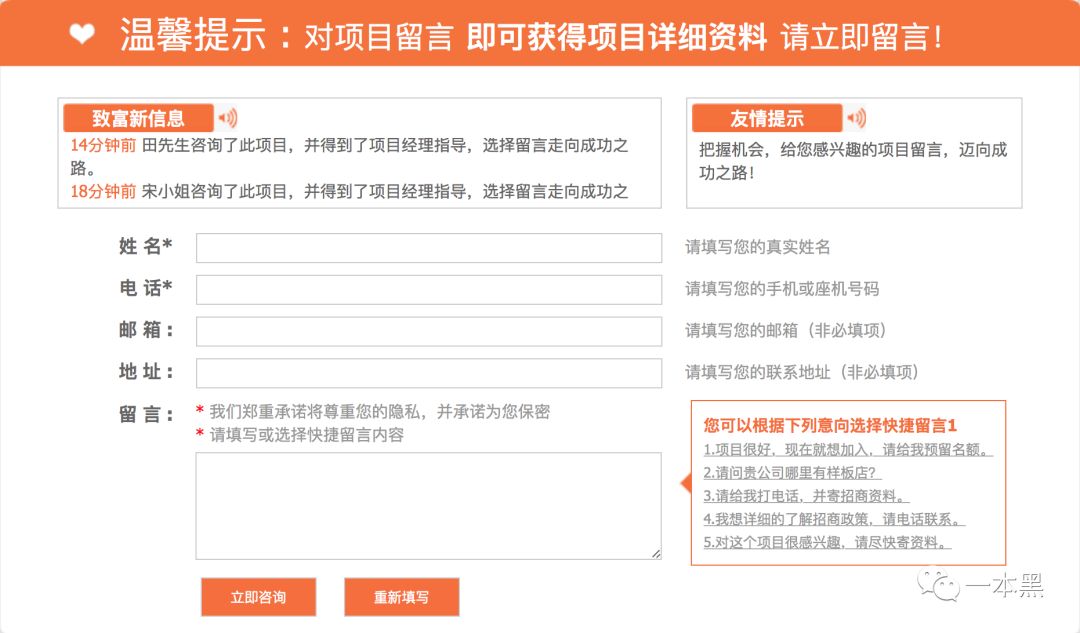 温馨提示：对项目留言 即可获得项目详细资料 请立即留言！
致富新信息
14分钟前 田先生咨询了此项目，并得到了项目经理指导，选择留言走向成功之
路。
18分钟前 宋小姐咨询了此项目，并得到了项目经理指导，选择留言走向成功之
友情提示
把握机会，给您感兴趣的项目留言，迈向成
功之路！
姓 名* 请填写您的真实姓名
电 话* 请填写您的手机或座机号码
邮 箱： 请填写您的邮箱（非必填项）
地 址： 请填写您的联系地址（非必填项）
留 言： * 我们郑重承诺将尊重您的隐私，并承诺为您保密
* 请填写或选择快捷留言内容
您可以根据下列意向选择快捷留言1
1.项目很好，现在就想加入，请给我预留名额。
2.请问贵公司哪里有样板店？
3.请给我打电话，并寄招商资料。
4.我想详细的了解招商政策，请电话联系。
5.对这个项目很感兴趣，请尽快寄资料。
立即咨询 重新填写
一本黑